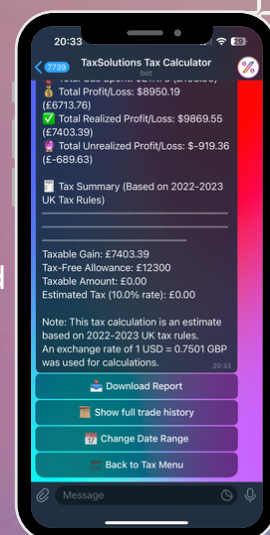 20:33
29
7739
TaxSolutions Tax Calculator
bot
💰 Total Profit/Loss: $8950.19
(£6713.76)
✅ Total Realized Profit/Loss: $9869.55
(£7403.39)
🔮 Total Unrealized Profit/Loss: $-919.36
(£-689.63)
🧾 Tax Summary (Based on 2022-2023
UK Tax Rules)
Taxable Gain: £7403.39
Tax-Free Allowance: £12300
Taxable Amount: £0.00
Estimated Tax (10.0% rate): £0.00
Note: This tax calculation is an estimate
based on 2022-2023 UK tax rules.
An exchange rate of 1 USD = 0.7501 GBP
was used for calculations.
20:33
📥 Download Report
Show full trade history
📅 Change Date Range
Back to Tax Menu
Message